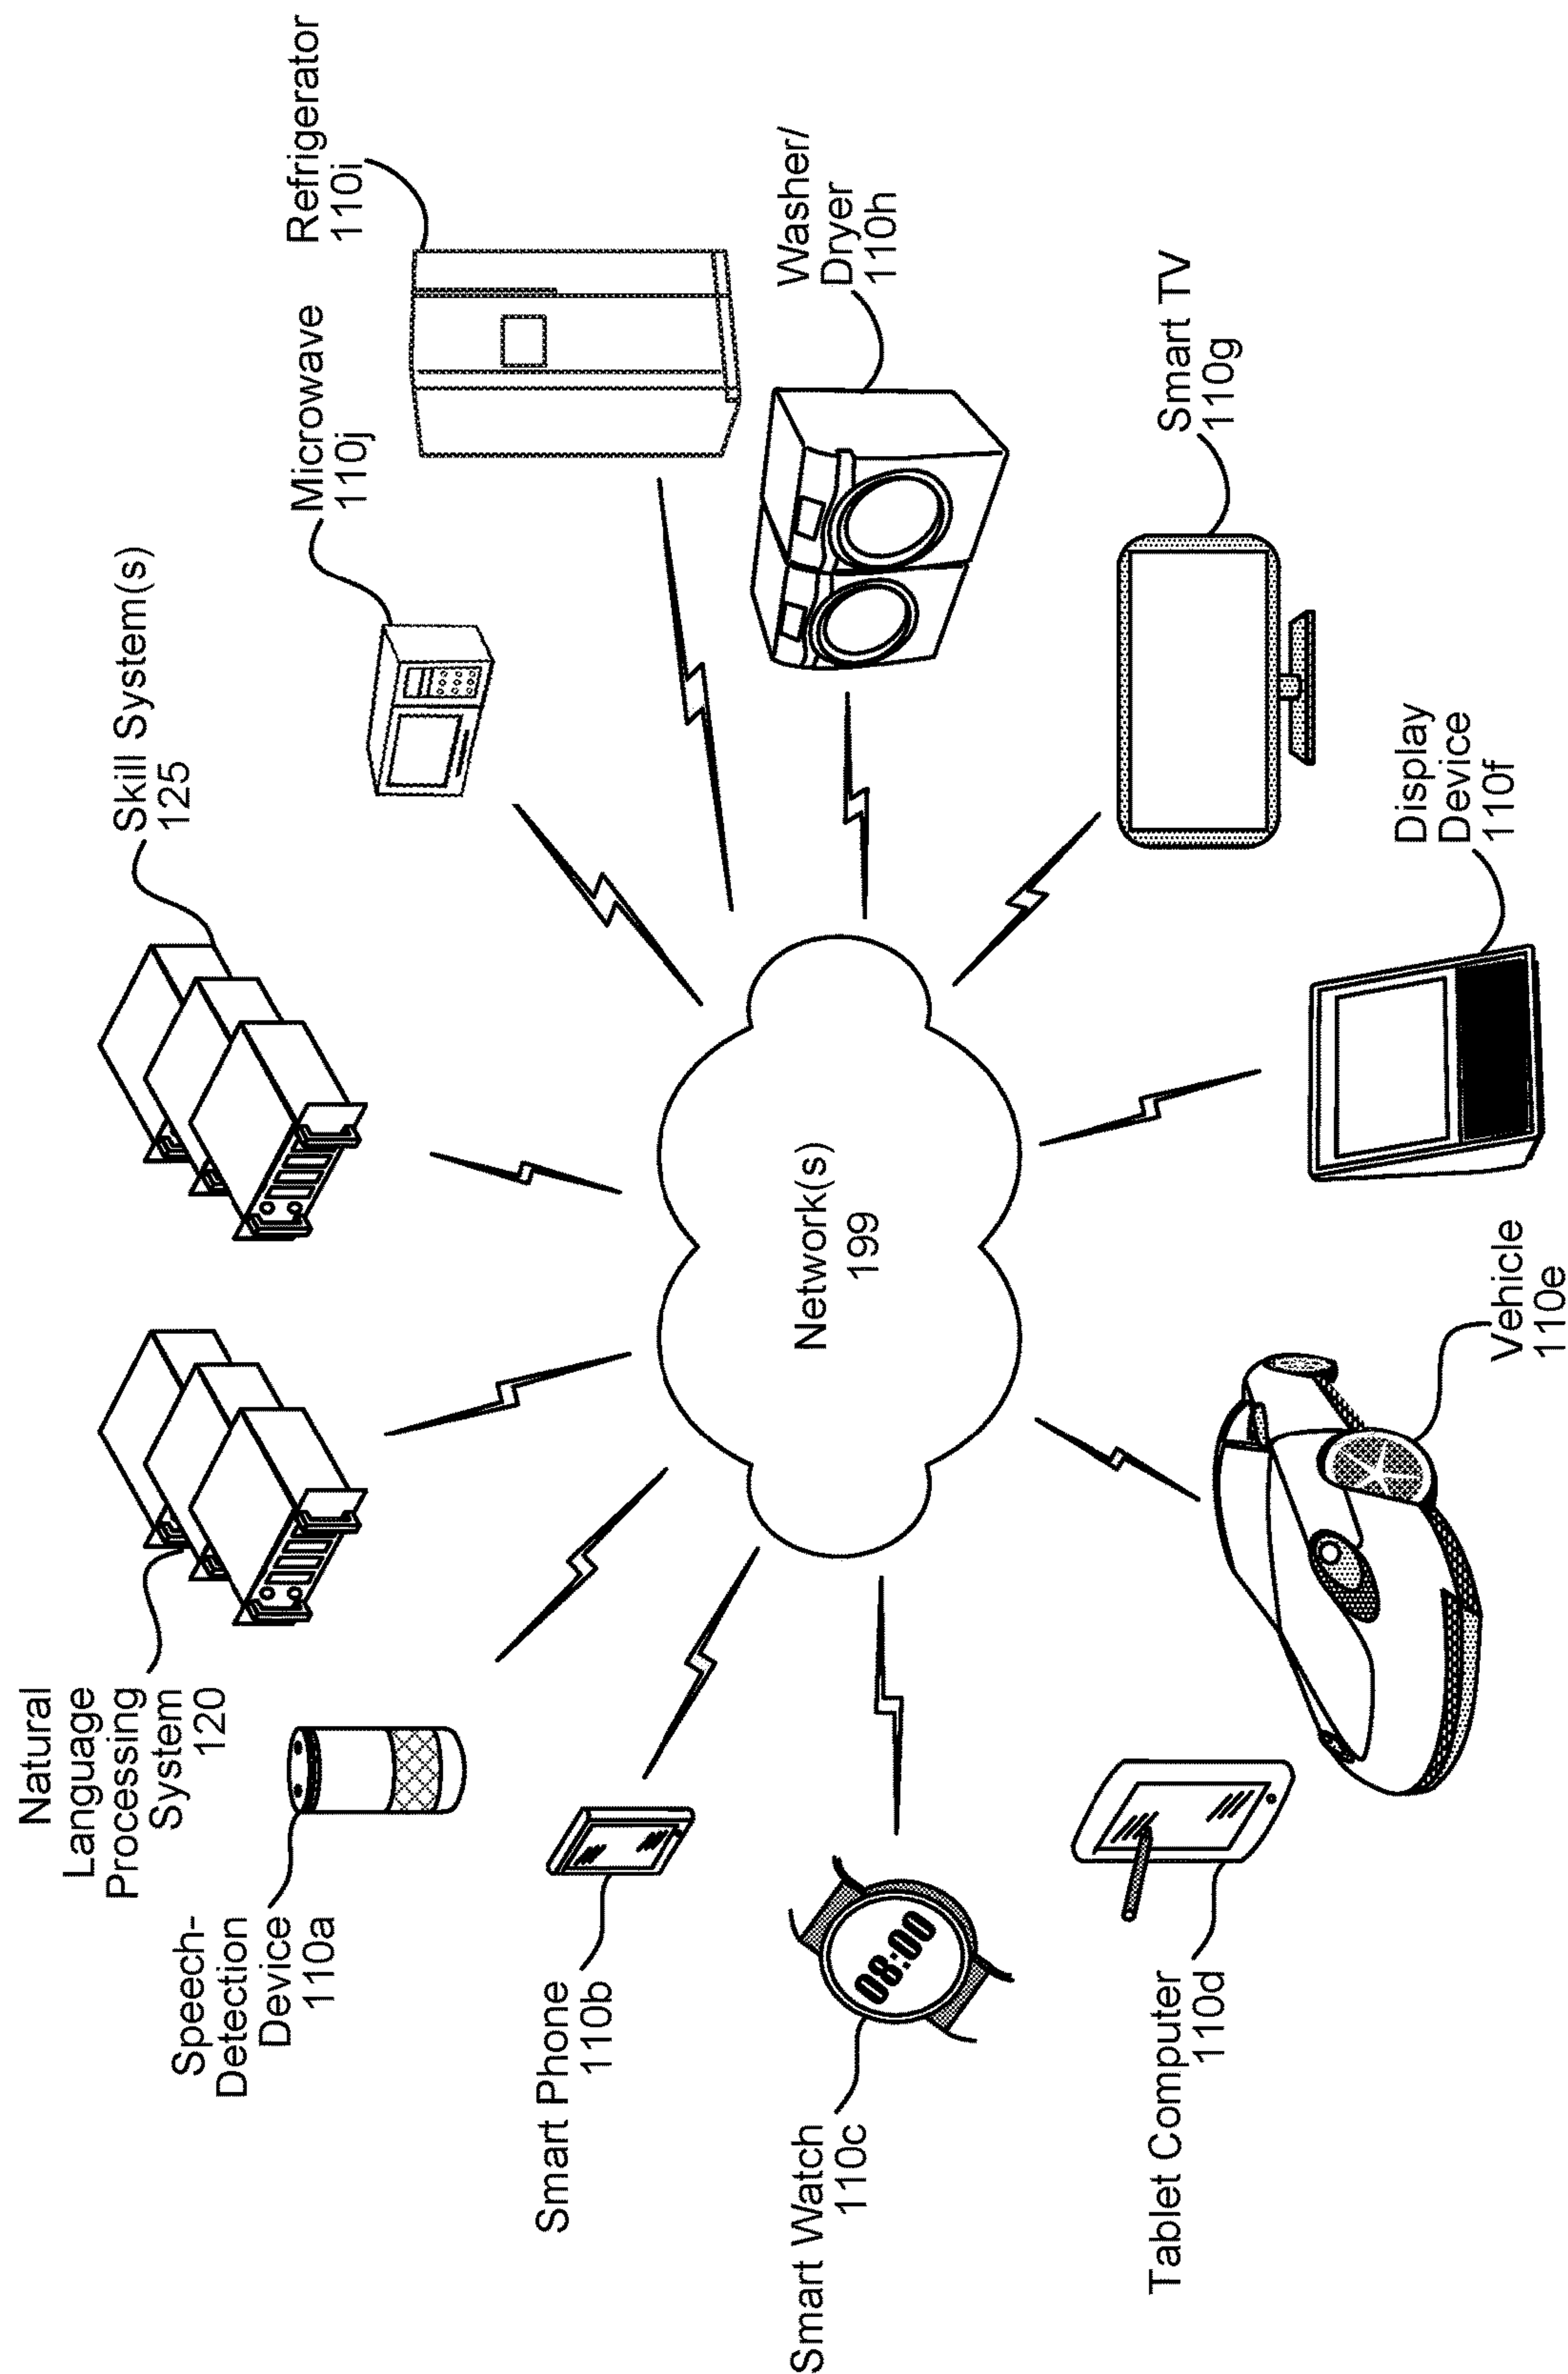 Natural
Language
Processing
System
120
Skill System(s)
125
Speech-
Detection
Device
110a
Microwave
110j
Refrigerator
110i
Smart Phone
110b
Washer/
Dryer
110h
Network(s)
199
Smart Watch
110c
08:00
Smart TV
110g
Tablet Computer
110d
Vehicle
110e
Display
Device
110f